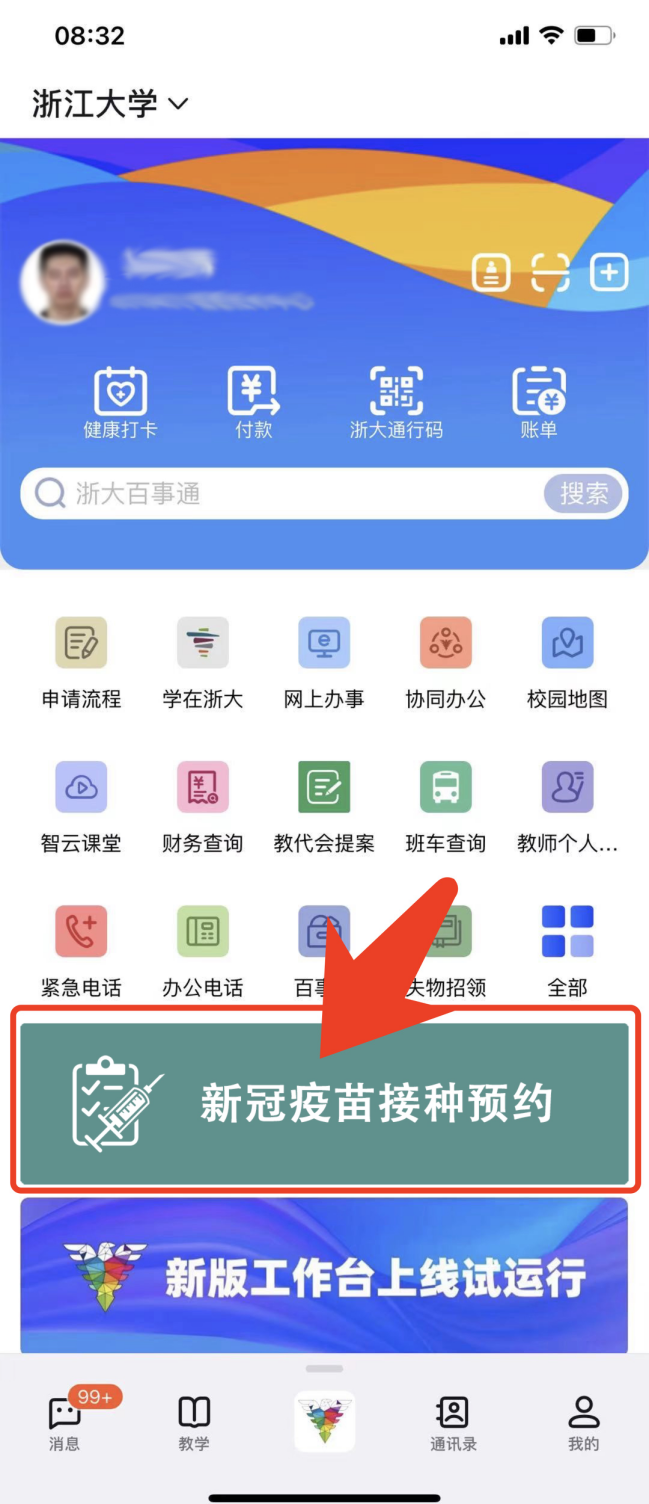 08:32
浙江大学
健康打卡 付款 浙大通行码 账单
浙大百事通 搜索
申请流程 学在浙大 网上办事 协同办公 校园地图
智云课堂 财务查询 教代会提案 班车查询 教师个人...
紧急电话 办公电话 百事 失物招领 全部
新冠疫苗接种预约
新版工作台上线试运行
99+
消息 教学 通讯录 我的